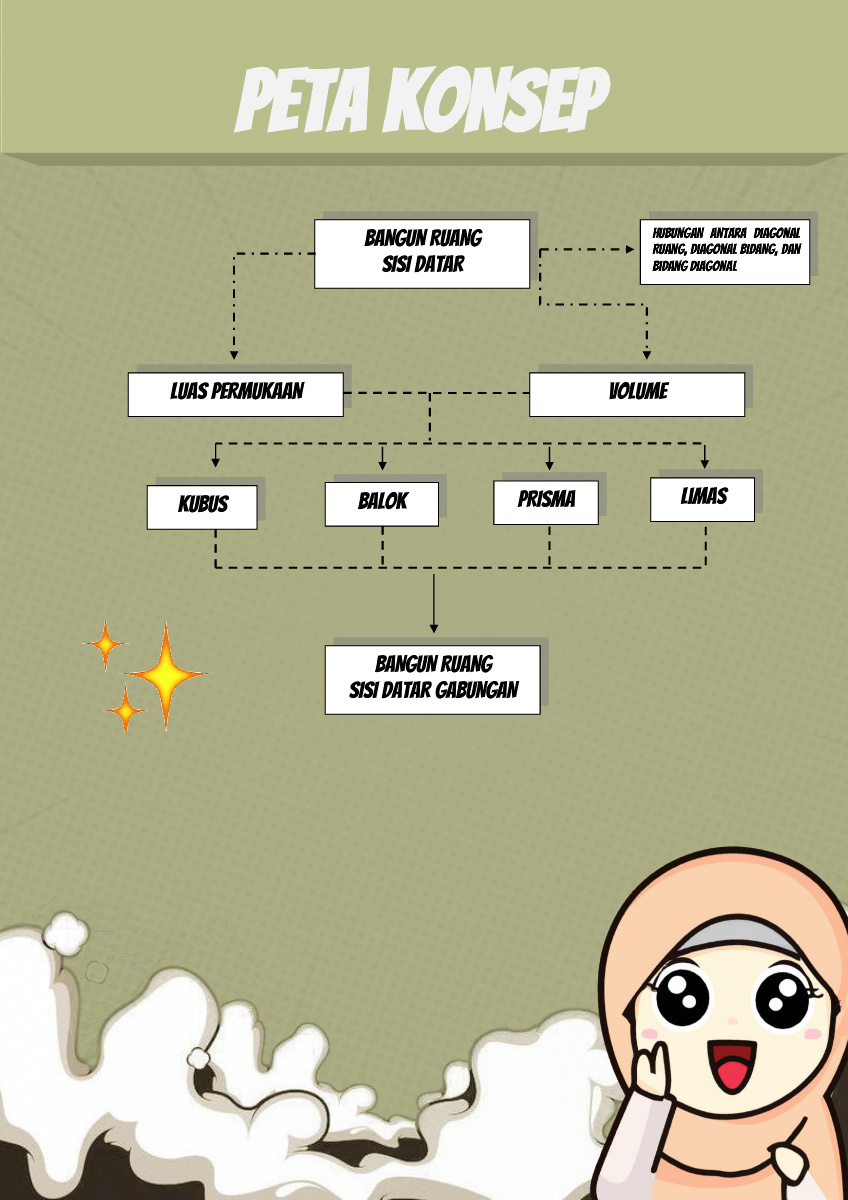 PETA KONSEP
BANGUN RUANG
SISI DATAR
HUBUNGAN ANTARA DIAGONAL
RUANG, DIAGONAL BIDANG, DAN
BIDANG DIAGONAL
LUAS PERMUKAAN
VOLUME
KUBUS
BALOK
PRISMA
LIMAS
BANGUN RUANG
SISI DATAR GABUNGAN